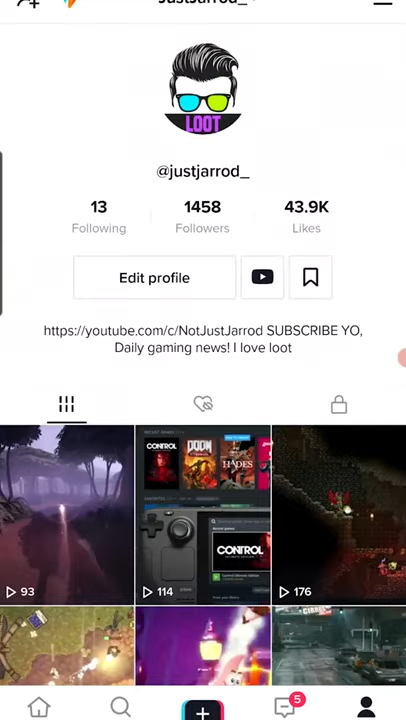 JustJarrod_
LOOT
@justjarrod_
13 1458 43.9K
Following Followers Likes
Edit profile
https://youtube.com/c/NotJustJarrod SUBSCRIBE YO,
Daily gaming news! I love loot
CONTROL DOOM HADES
CONTROL
93 114 176
5